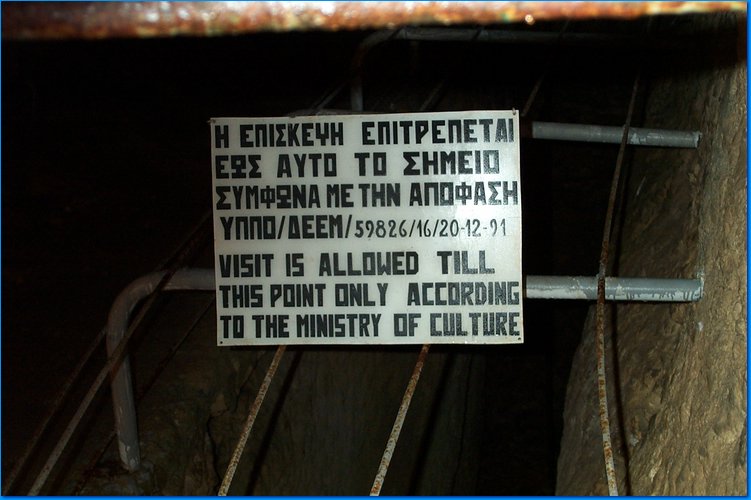 Η ΕΠΙΣΚΕΨΗ ΕΠΙΤΡΕΠΕΤΑΙ
ΕΩΣ ΑΥΤΟ ΤΟ ΣΗΜΕΙΟ
ΣΥΜΦΩΝΑ ΜΕ ΤΗΝ ΑΠΟΦΑΣΗ
ΥΠΠΟ/ΔΕΕΜ/59826/16/20-12-91
VISIT IS ALLOWED TILL
THIS POINT ONLY ACCORDING
TO THE MINISTRY OF CULTURE